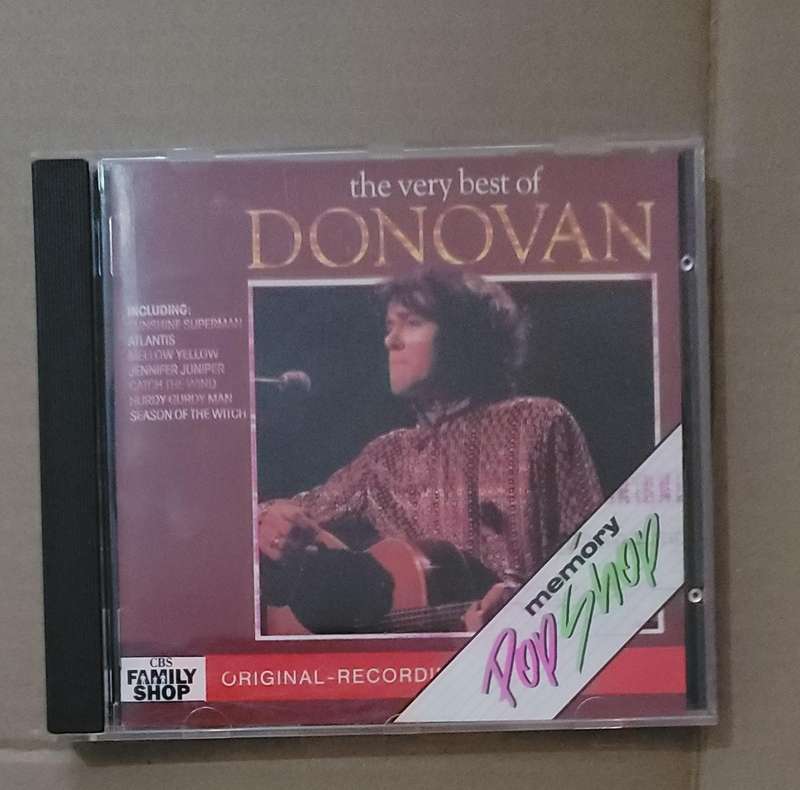 the very best of
DONOVAN
INCLUDING:
SUNSHINE SUPERMAN
ATLANTIS
MELLOW YELLOW
JENNIFER JUNIPER
CATCH THE WIND
HURDY GURDY MAN
SEASON OF THE WITCH
memory
Pop Shop
CBS
FAMILY
SHOP
ORIGINAL-RECORDI